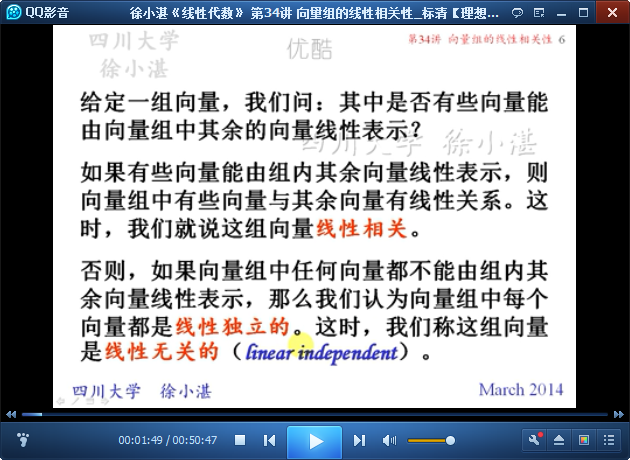 QQ影音
徐小湛《线性代数》 第34讲 向量组的线性相关性_标清【理想...
四川大学
徐小湛
优酷
第34讲 向量组的线性相关性 6
给定一组向量，我们问：其中是否有些向量能
由向量组中其余的向量线性表示？
四川大学 徐小湛
如果有些向量能由组内其余向量线性表示，则
向量组中有些向量与其余向量有线性关系。这
时，我们就说这组向量线性相关。
否则，如果向量组中任何向量都不能由组内其
余向量线性表示，那么我们认为向量组中每个
向量都是线性独立的。这时，我们称这组向量
是线性无关的（linear independent）。
四川大学 徐小湛
March 2014
00:01:49 / 00:50:47